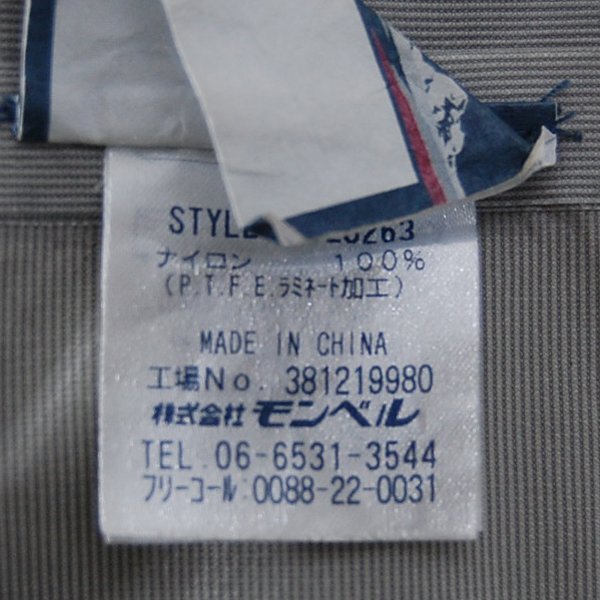 STYLE
ナイロン 100%
(P.T.F.E.ラミネート加工)
MADE IN CHINA
工場No. 381219980
株式会社 モンベル
TEL.06-6531-3544
フリーコール:0088-22-0031